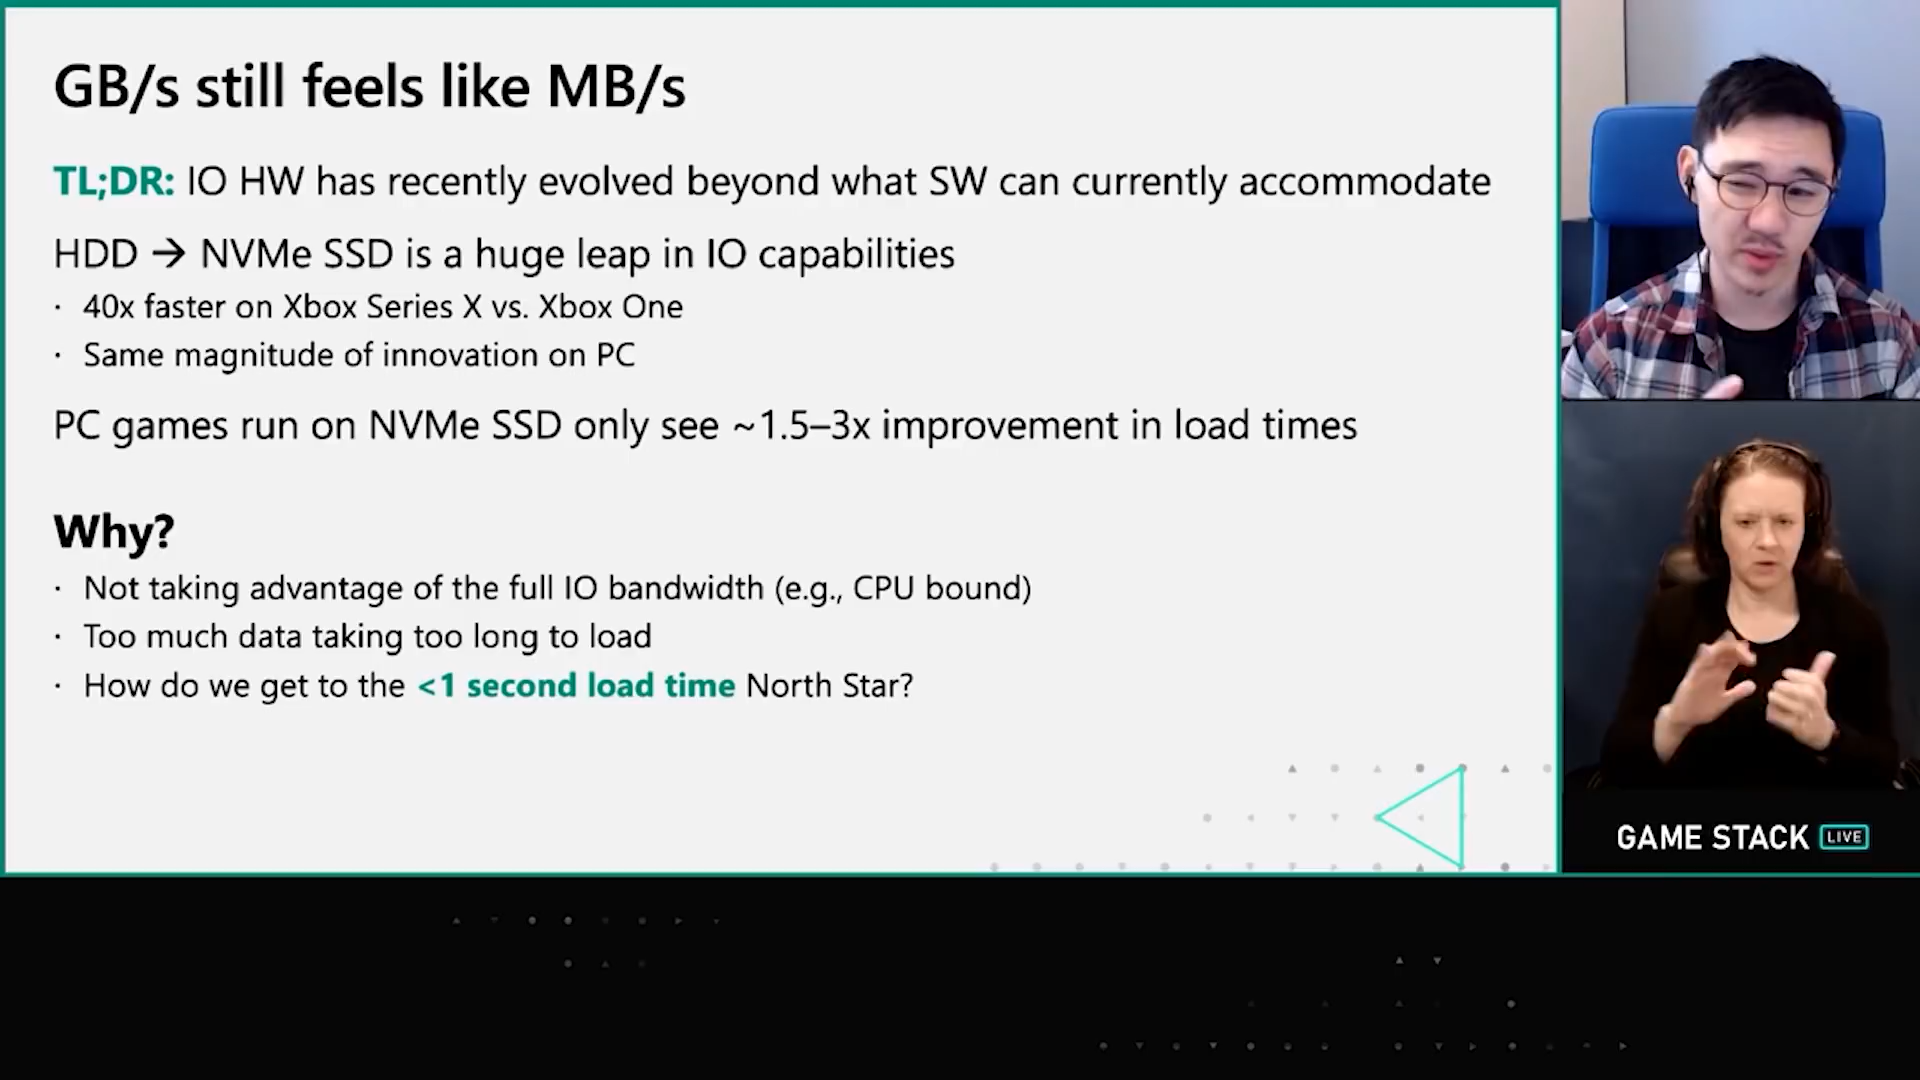 GB/s still feels like MB/s
TL;DR: IO HW has recently evolved beyond what SW can currently accommodate
HDD → NVMe SSD is a huge leap in IO capabilities
· 40x faster on Xbox Series X vs. Xbox One
· Same magnitude of innovation on PC
PC games run on NVMe SSD only see ~1.5–3x improvement in load times
Why?
· Not taking advantage of the full IO bandwidth (e.g., CPU bound)
· Too much data taking too long to load
· How do we get to the <1 second load time North Star?
GAME STACK LIVE